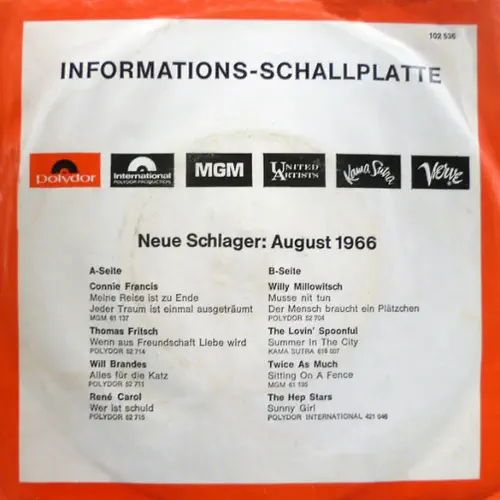 102 536
INFORMATIONS-SCHALLPLATTE
Polydor
International
POLYDOR PRODUCTION
MGM
UNITED
ARTISTS
Kama Sutra
VERVE
Neue Schlager: August 1966
A-Seite
Connie Francis
Meine Reise ist zu Ende
Jeder Traum ist einmal ausgeträumt
MGM 61 137
Thomas Fritsch
Wenn aus Freundschaft Liebe wird
POLYDOR 52 714
Will Brandes
Alles für die Katz
POLYDOR 52 711
René Carol
Wer ist schuld
POLYDOR 52 715
B-Seite
Willy Millowitsch
Musse nit tun
Der Mensch braucht ein Plätzchen
POLYDOR 52 704
The Lovin' Spoonful
Summer In The City
KAMA SUTRA 618 007
Twice As Much
Sitting On A Fence
MGM 61 135
The Hep Stars
Sunny Girl
POLYDOR INTERNATIONAL 421 046